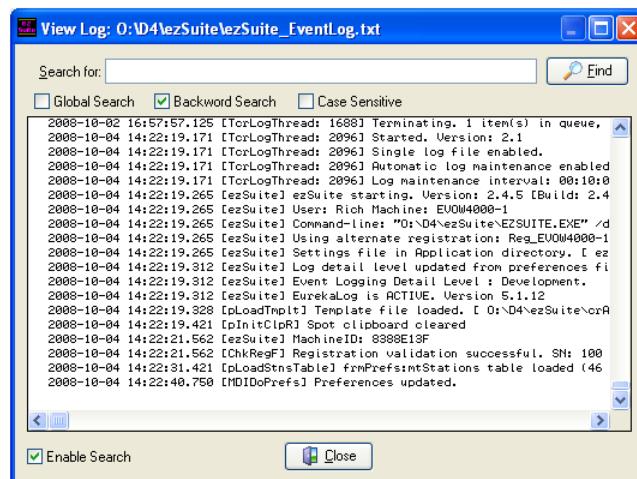 ez Suite View Log: O:\D4\ezSuite\ezSuite_EventLog.txt
Search for: Find
Global Search Backword Search Case Sensitive
2008-10-02 16:57:57.125 [TcrLogThread: 1688] Terminating. 1 item(s) in queue,
2008-10-04 14:22:19.171 [TcrLogThread: 2096] Started. Version: 2.1
2008-10-04 14:22:19.171 [TcrLogThread: 2096] Single log file enabled.
2008-10-04 14:22:19.171 [TcrLogThread: 2096] Automatic log maintenance enabled
2008-10-04 14:22:19.171 [TcrLogThread: 2096] Log maintenance interval: 00:10:0
2008-10-04 14:22:19.265 [ezSuite] ezSuite starting. Version: 2.4.5 [Build: 2.4
2008-10-04 14:22:19.265 [ezSuite] User: Rich Machine: EVOW4000-1
2008-10-04 14:22:19.265 [ezSuite] Command-line: "O:\D4\ezSuite\EZSUITE.EXE" /d
2008-10-04 14:22:19.265 [ezSuite] Using alternate registration: Reg_EVOW4000-1
2008-10-04 14:22:19.265 [ezSuite] Settings file in Application directory. [ ez
2008-10-04 14:22:19.312 [ezSuite] Log detail level updated from preferences fi
2008-10-04 14:22:19.312 [ezSuite] Event Logging Detail Level : Development.
2008-10-04 14:22:19.312 [ezSuite] EurekaLog is ACTIVE. Version 5.1.12
2008-10-04 14:22:19.328 [pLoadTmplt] Template file loaded. [ O:\D4\ezSuite\crA
2008-10-04 14:22:19.421 [pInitClpR] Spot clipboard cleared
2008-10-04 14:22:21.562 [ezSuite] MachineID: 8388E13F
2008-10-04 14:22:21.562 [ChkRegF] Registration validation successful. SN: 100
2008-10-04 14:22:31.421 [pLoadStnsTable] frmPrefs:mtStations table loaded (46
2008-10-04 14:22:40.750 [MDIDoPrefs] Preferences updated.
Enable Search Close